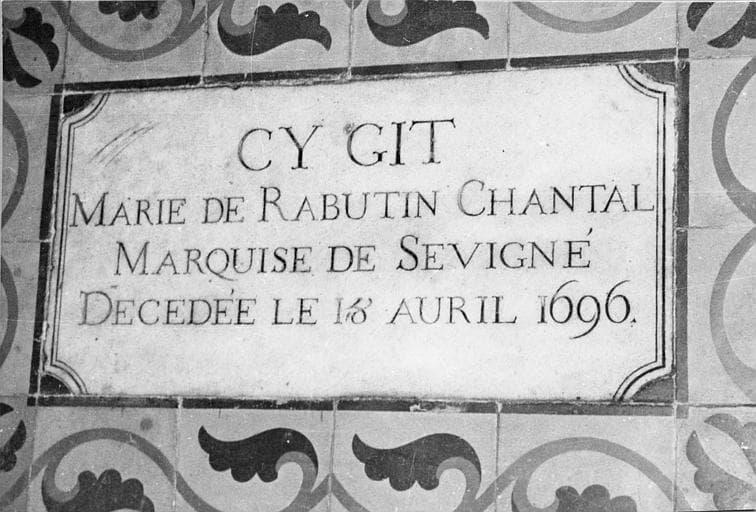 CY GIT
MARIE DE RABUTIN CHANTAL
MARQUISE DE SEVIGNÉ
DECEDÉE LE 18 AURIL 1696.